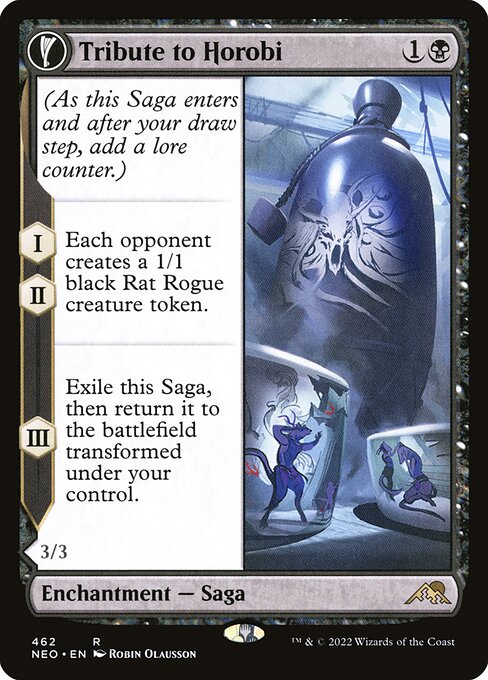 Tribute to Horobi 1
(As this Saga enters
and after your draw
step, add a lore
counter.)
I
II
Each opponent
creates a 1/1
black Rat Rogue
creature token.
III
Exile this Saga,
then return it to
the battlefield
transformed
under your
control.
3/3
Enchantment — Saga
462 R
NEO • EN ROBIN OLAUSSON
™ & © 2022 Wizards of the Coast